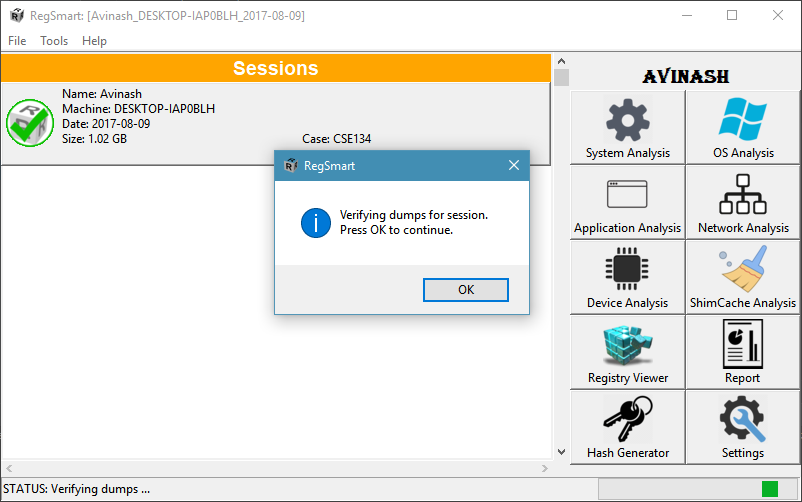 RegSmart: [Avinash_DESKTOP-IAP0BLH_2017-08-09]
File Tools Help
Sessions
Name: Avinash
Machine: DESKTOP-IAP0BLH
Date: 2017-08-09
Size: 1.02 GB
Case: CSE134
RegSmart
Verifying dumps for session.
Press OK to continue.
OK
AVINASH
System Analysis
OS Analysis
Application Analysis
Network Analysis
Device Analysis
ShimCache Analysis
Registry Viewer
Report
Hash Generator
Settings
STATUS: Verifying dumps ...